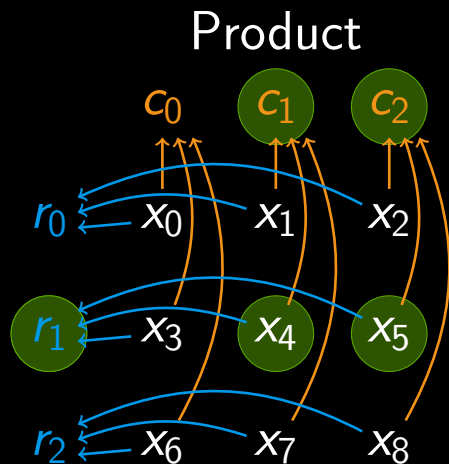 Product
c₀ c₁ c₂
r₀ x₀ x₁ x₂
r₁ x₃ x₄ x₅
r₂ x₆ x₇ x₈